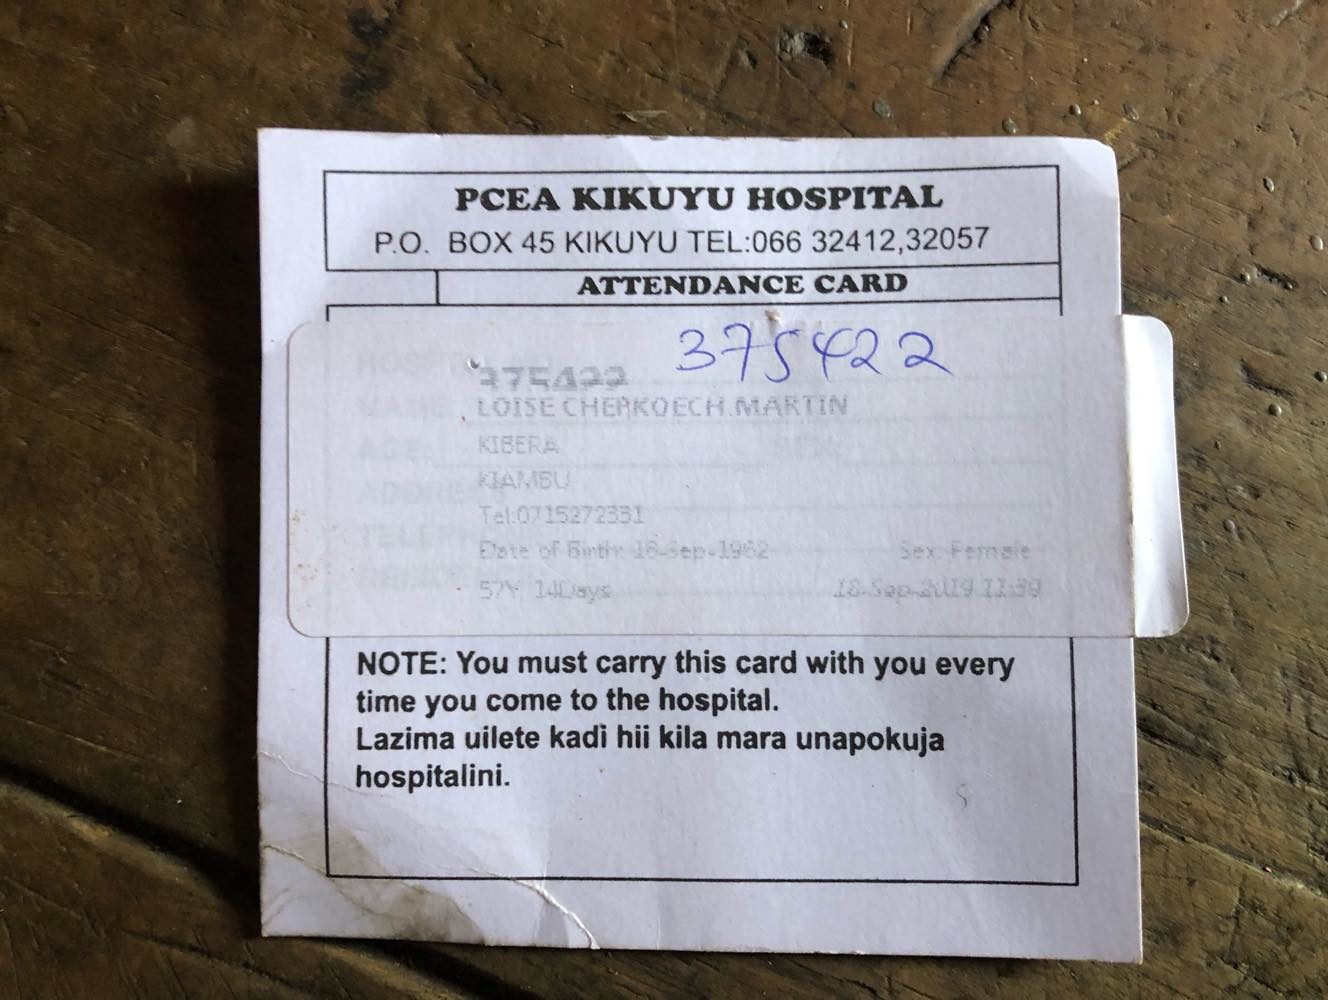 PCEA KIKUYU HOSPITAL
P.O. BOX 45 KIKUYU TEL:066 32412,32057
ATTENDANCE CARD
375422
375422
NAME LOISE CHEPKOECH MARTIN
AGE: KIBERA
KIAMBU
Tel:0715272331
Date of Birth: 18-Sep-1962 Sex: Female
57Y 14Days 18-Sep-2019 11:39
NOTE: You must carry this card with you every
time you come to the hospital.
Lazima uilete kadi hii kila mara unapokuja
hospitalini.